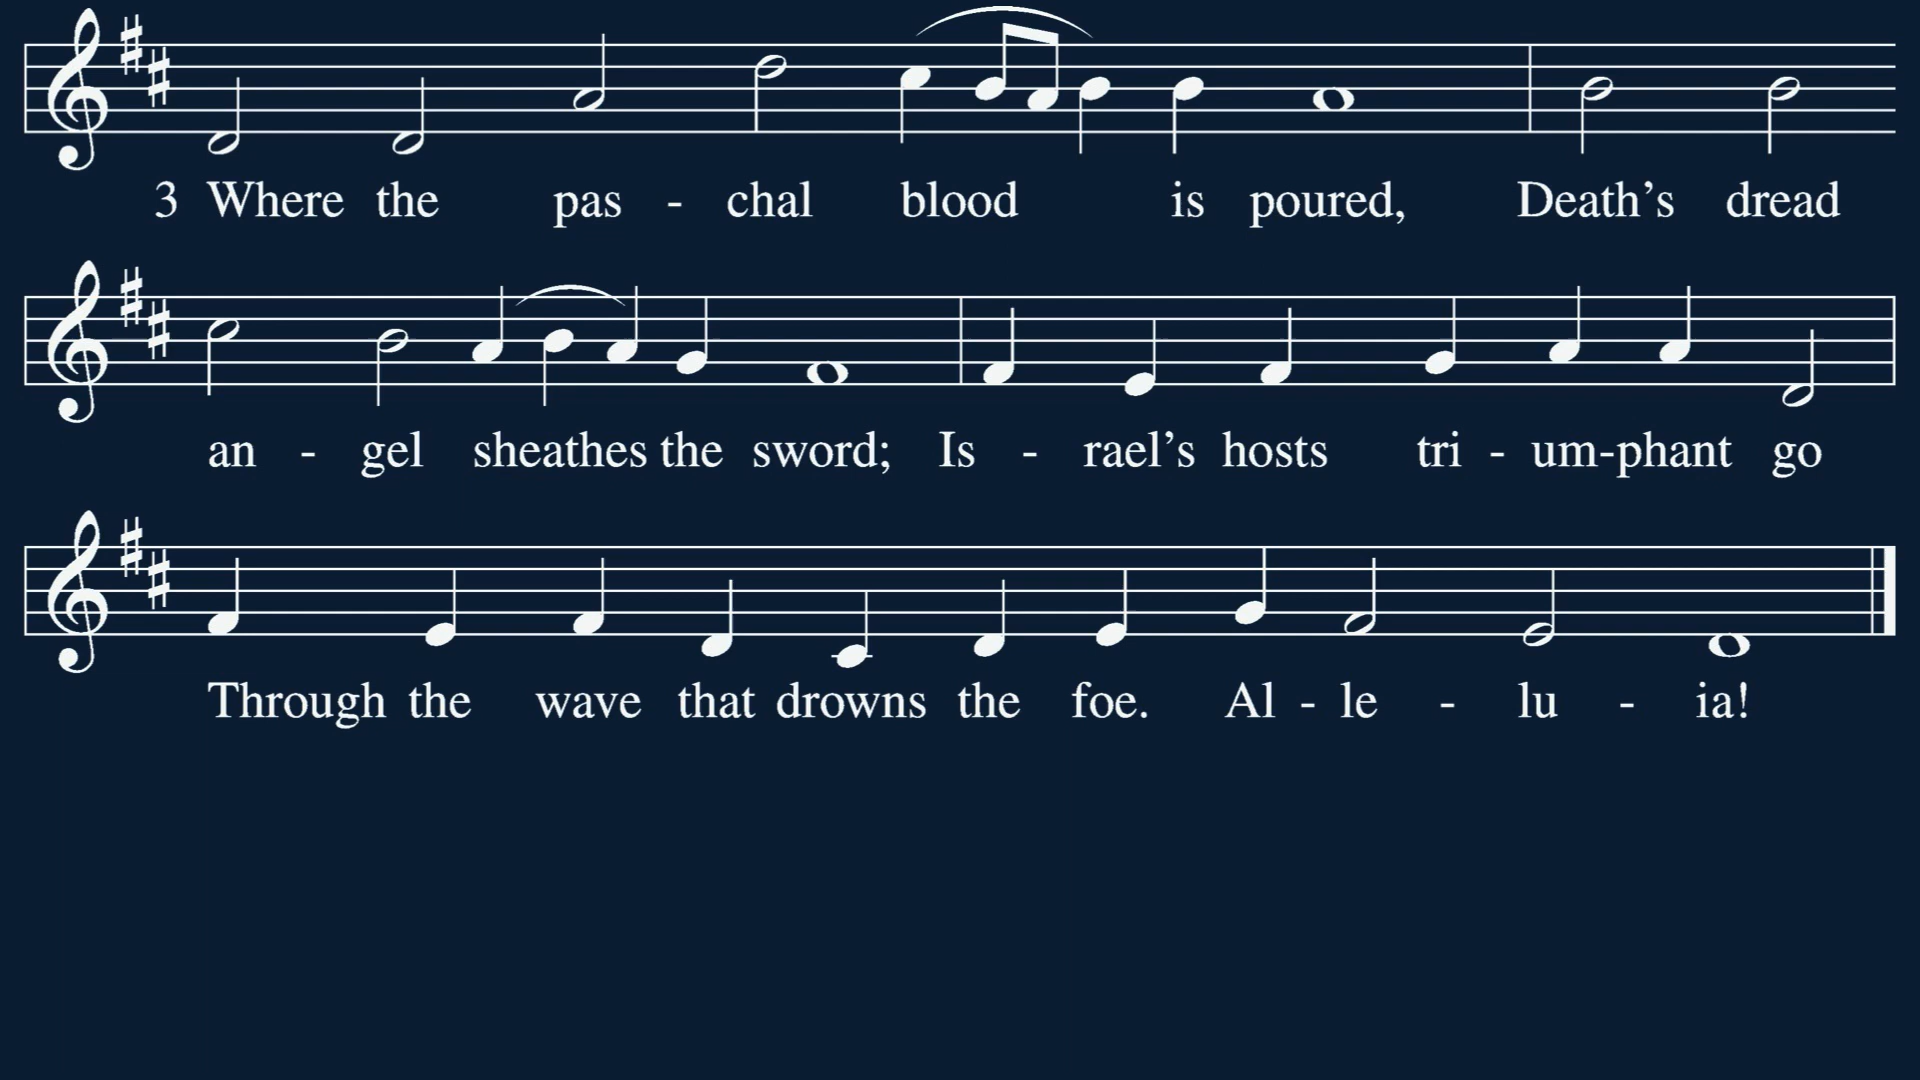 3 Where the pas - chal blood is poured, Death’s dread
an - gel sheathes the sword; Is - rael’s hosts tri - um-phant go
Through the wave that drowns the foe. Al - le - lu - ia!